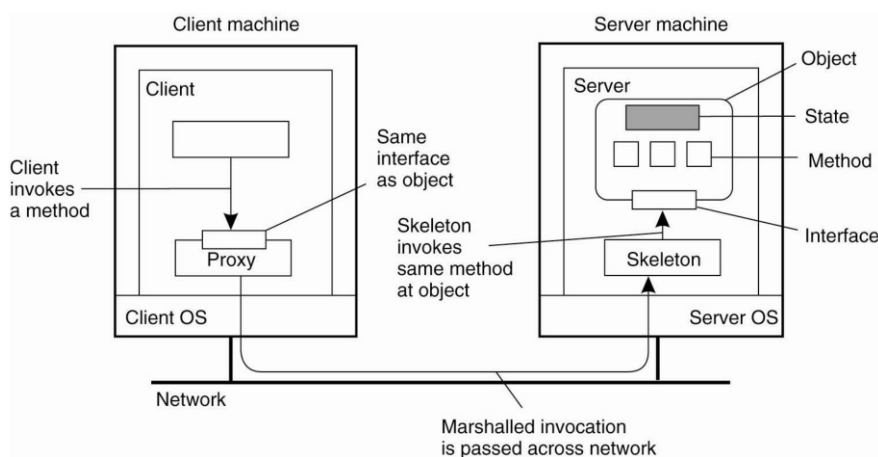 Client machine
Server machine
Client
Server
Object
State
Method
Interface
Client
invokes
a method
Same
interface
as object
Proxy
Skeleton
invokes
same method
at object
Skeleton
Client OS
Server OS
Network
Marshalled invocation
is passed across network